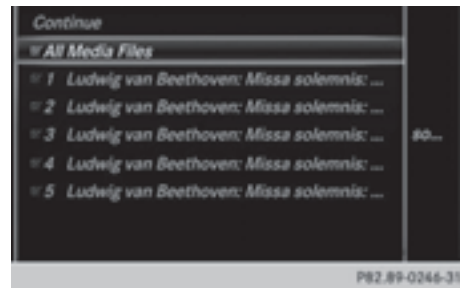 Continue
All Media Files
1 Ludwig van Beethoven: Missa solemnis: ...
2 Ludwig van Beethoven: Missa solemnis: ...
3 Ludwig van Beethoven: Missa solemnis: ...
so...
4 Ludwig van Beethoven: Missa solemnis: ...
5 Ludwig van Beethoven: Missa solemnis: ...
P82.89-0246-31